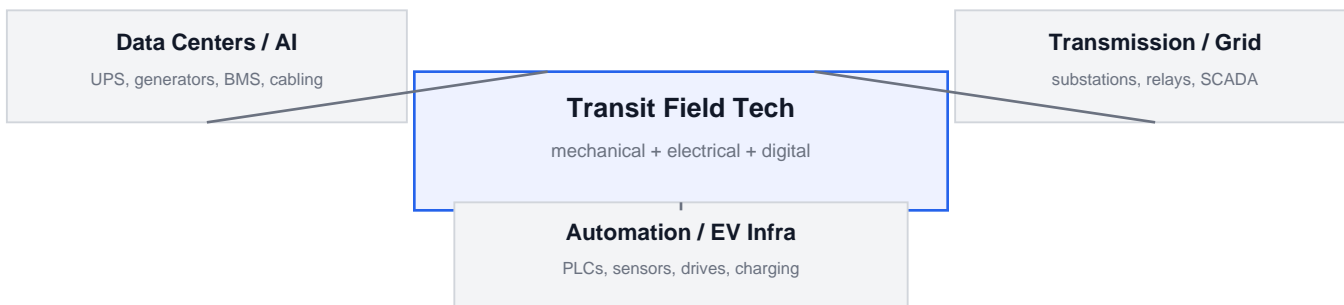 Data Centers / AI
UPS, generators, BMS, cabling
Transmission / Grid
substations, relays, SCADA
Transit Field Tech
mechanical + electrical + digital
Automation / EV Infra
PLCs, sensors, drives, charging